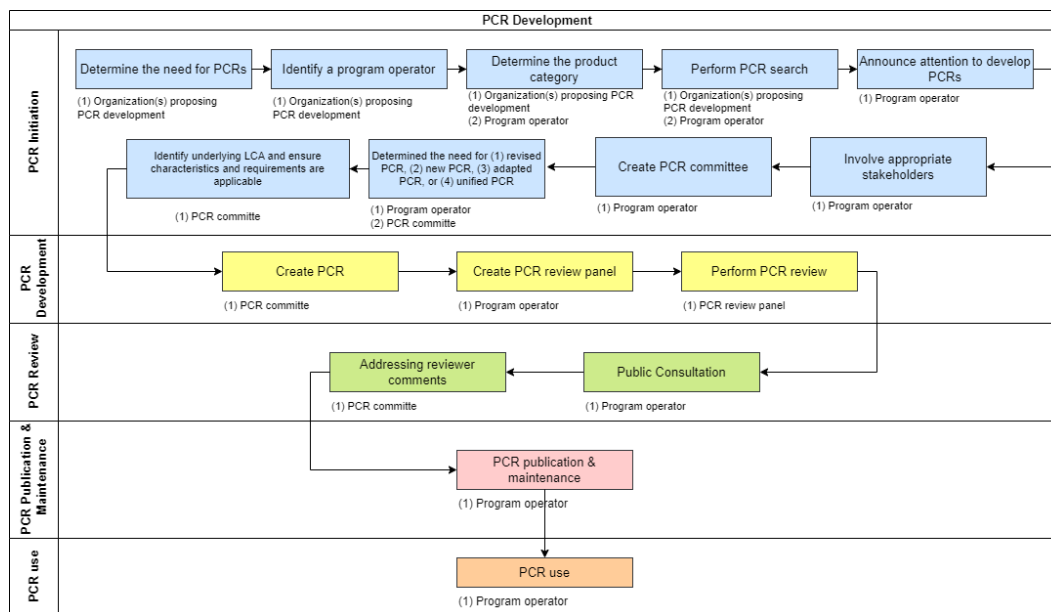 PCR Development
PCR Initiation
Determine the need for PCRs
(1) Organization(s) proposing
PCR development
Identify a program operator
(1) Organization(s) proposing
PCR development
Determine the product
category
(1) Organization(s) proposing PCR
development
(2) Program operator
Perform PCR search
(1) Organization(s) proposing
PCR development
(2) Program operator
Announce attention to develop
PCRs
(1) Program operator
Involve appropriate
stakeholders
(1) Program operator
Create PCR committee
(1) Program operator
Determined the need for (1) revised
PCR, (2) new PCR, (3) adapted
PCR, or (4) unified PCR
(1) Program operator
(2) PCR committe
Identify underlying LCA and ensure
characteristics and requirements are
applicable
(1) PCR committe
PCR
Development
Create PCR
(1) PCR committe
Create PCR review panel
(1) Program operator
Perform PCR review
(1) PCR review panel
PCR Review
Public Consultation
(1) Program operator
Addressing reviewer
comments
(1) PCR committe
PCR Publication &
Maintenance
PCR publication &
maintenance
(1) Program operator
PCR use
PCR use
(1) Program operator